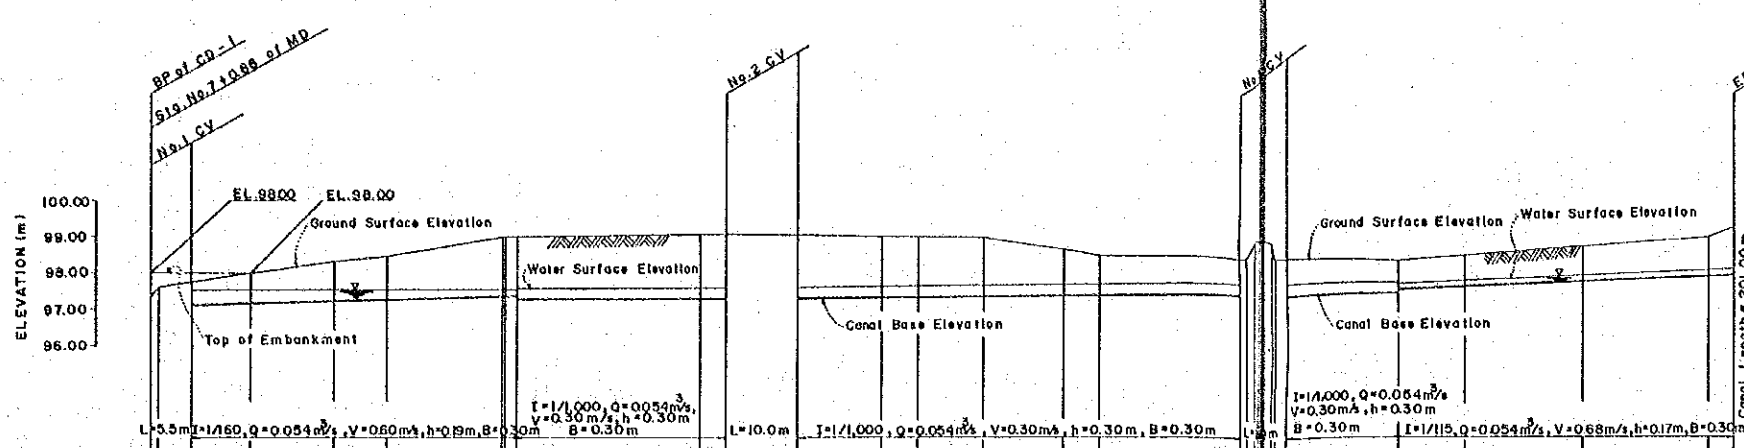 BP of CD-1
Sta. No.7+0.66 of MD
No.1 CV
No.2 CV
CV
EL.98.00
EL.98.00
Ground Surface Elevation
Ground Surface Elevation
Water Surface Elevation
ELEVATION (m)
100.00
99.00
98.00
97.00
96.00
Water Surface Elevation
Top of Embankment
Canal Base Elevation
Canal Base Elevation
I=1/1,000, Q=0.054m³/s,
V=0.30m/s, h=0.30m
B=0.30m
I=1/1,000, Q=0.054m³/s
V=0.30m/s, h=0.30m
B=0.30m
L=5.5m
I=1/160, Q=0.054m³/s, V=0.60m/s, h=0.19m, B=0.30m
L=10.0m
I=1/1,000, Q=0.054m³/s, V=0.30m/s, h=0.30m, B=0.30m
I=1/115, Q=0.054m³/s, V=0.68m/s, h=0.17m, B=0.30m
Canal Length